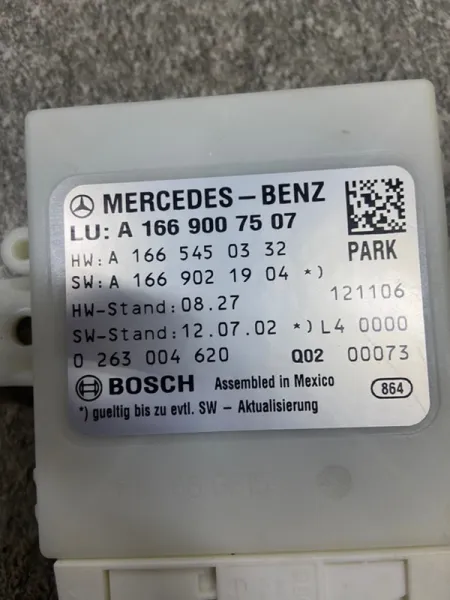 MERCEDES-BENZ
LU: A 166 900 75 07
HW: A 166 545 03 32
PARK
SW: A 166 902 19 04 *)
HW-Stand: 08.27
121106
SW-Stand: 12.07.02 *) L4 0000
0 263 004 620 Q02 00073
BOSCH Assembled in Mexico
864
*) gueltig bis zu evtl. SW - Aktualisierung